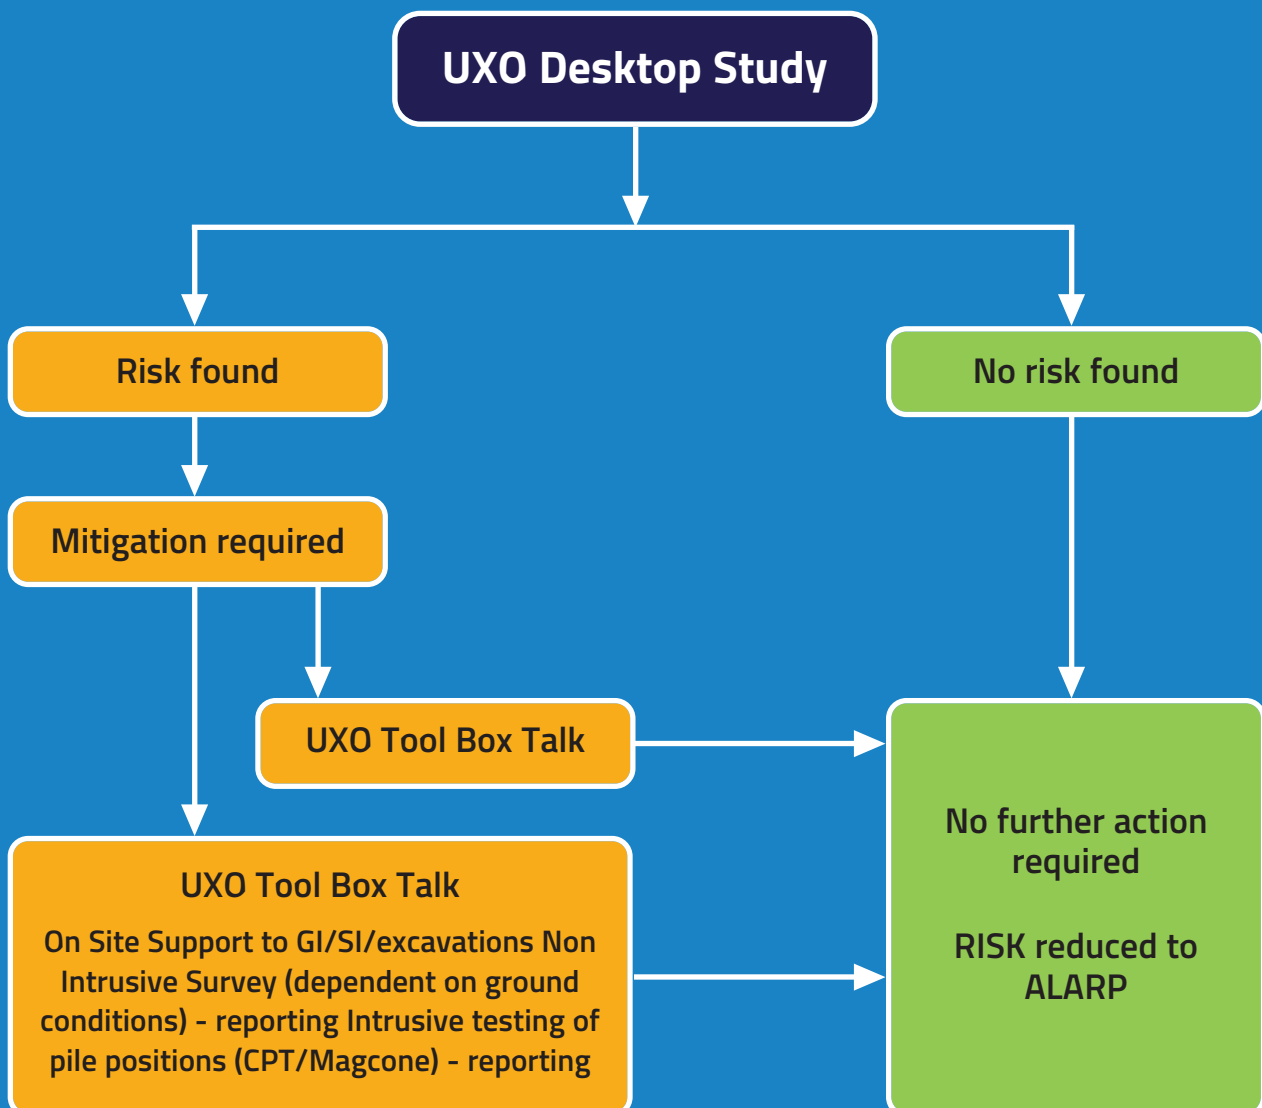 UXO Desktop Study
Risk found
No risk found
Mitigation required
UXO Tool Box Talk
UXO Tool Box Talk
On Site Support to GI/SI/excavations Non
Intrusive Survey (dependent on ground
conditions) - reporting Intrusive testing of
pile positions (CPT/Magcone) - reporting
No further action
required
RISK reduced to
ALARP